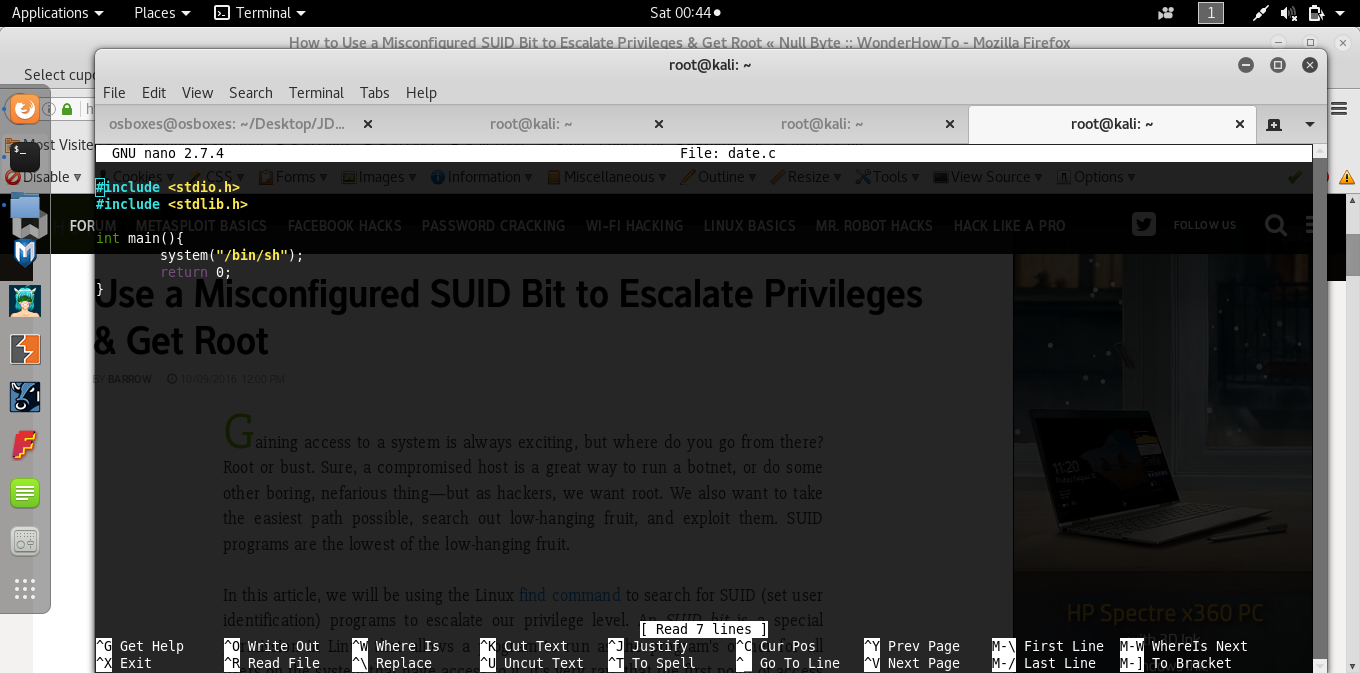 Applications Places Terminal Sat 00:44 1
How to Use a Misconfigured SUID Bit to Escalate Privileges & Get Root « Null Byte :: WonderHowTo - Mozilla Firefox
root@kali: ~
Select cupo
File Edit View Search Terminal Tabs Help
osboxes@osboxes: ~/Desktop/JD... root@kali: ~ root@kali: ~ root@kali: ~
Most Visite
GNU nano 2.7.4 File: date.c
Disable Cookies CSS Forms Images Information Miscellaneous Outline Resize Tools View Source Options
#include <stdio.h>
#include <stdlib.h>
FORUM METASPLOIT BASICS FACEBOOK HACKS PASSWORD CRACKING WI-FI HACKING LINUX BASICS MR. ROBOT HACKS HACK LIKE A PRO FOLLOW US
int main(){
system("/bin/sh");
return 0;
}
Use a Misconfigured SUID Bit to Escalate Privileges
& Get Root
BY BARROW 10/09/2016 12:00 PM
Gaining access to a system is always exciting, but where do you go from there?
Root or bust. Sure, a compromised host is a great way to run a botnet, or do some
other boring, nefarious thing—but as hackers, we want root. We also want to take
the easiest path possible, search out low-hanging fruit, and exploit them. SUID
programs are the lowest of the low-hanging fruit.
11:20
In this article, we will be using the Linux find command to search for SUID (set user
identification) programs to escalate our privilege level. An SUID bit is a special
HP Spectre x360 PC
[ Read 7 lines ]
^G Get Help ^O Write Out ^W Where Is ^K Cut Text ^J Justify ^C Cur Pos ^Y Prev Page M-\ First Line M-W WhereIs Next
^X Exit ^R Read File ^\ Replace ^U Uncut Text ^T To Spell ^_ Go To Line ^V Next Page M-/ Last Line M-] To Bracket